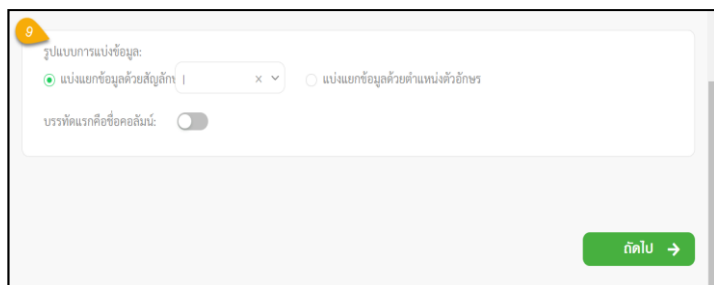 9
รูปแบบการแบ่งข้อมูล:
แบ่งแยกข้อมูลด้วยสัญลักษ | แบ่งแยกข้อมูลด้วยตำแหน่งตัวอักษร
บรรทัดแรกคือชื่อคอลัมน์:
ถัดไป →